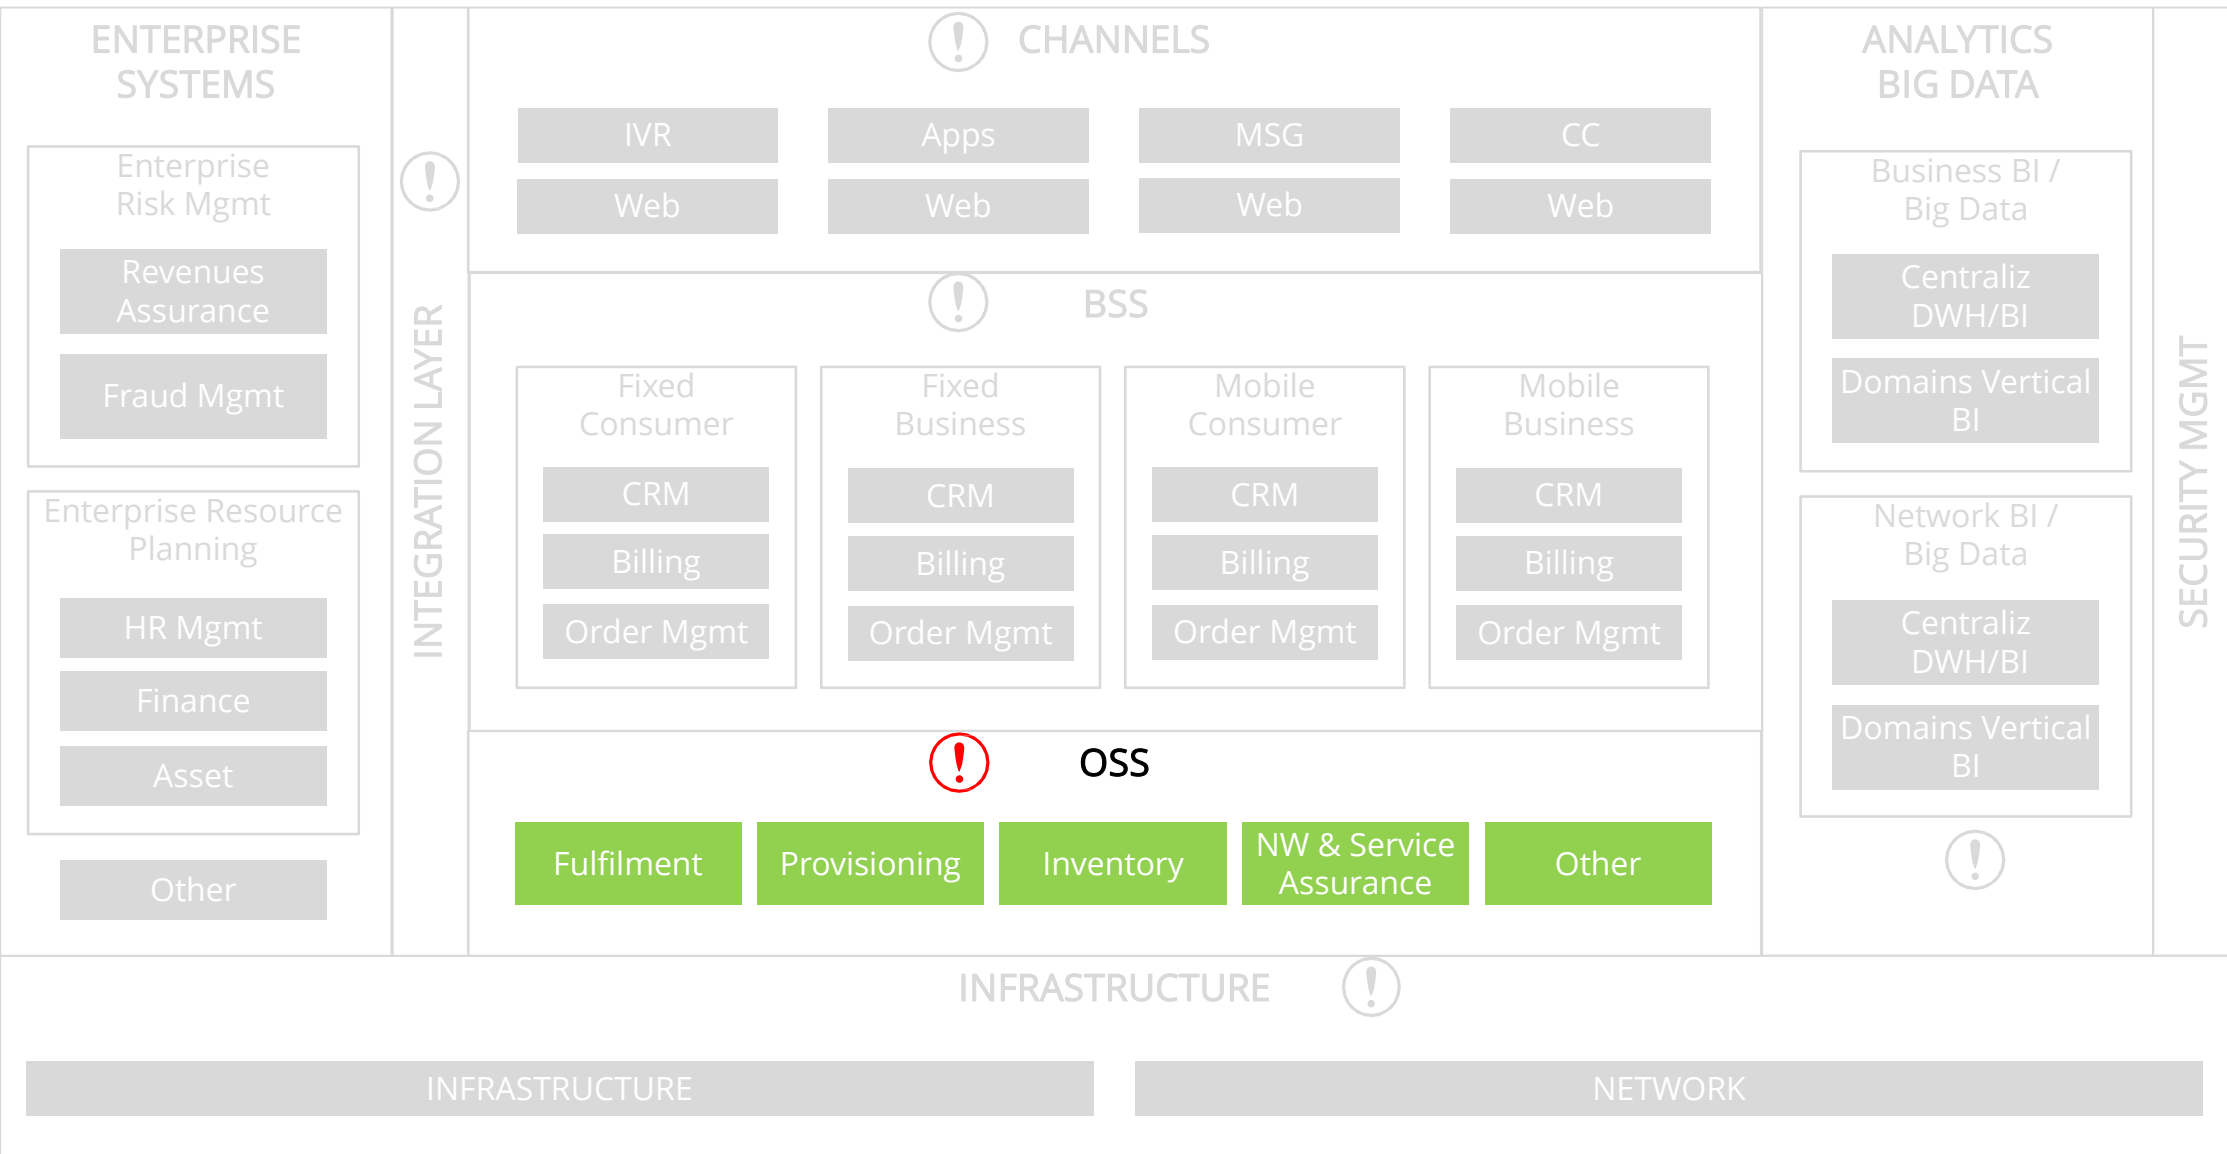 ENTERPRISE
SYSTEMS
Enterprise
Risk Mgmt
Revenues
Assurance
Fraud Mgmt
Enterprise Resource
Planning
HR Mgmt
Finance
Asset
Other
INTEGRATION LAYER
CHANNELS
IVR
Apps
MSG
CC
Web
Web
Web
Web
BSS
Fixed
Consumer
CRM
Billing
Order Mgmt
Fixed
Business
CRM
Billing
Order Mgmt
Mobile
Consumer
CRM
Billing
Order Mgmt
Mobile
Business
CRM
Billing
Order Mgmt
OSS
Fulfilment
Provisioning
Inventory
NW & Service
Assurance
Other
ANALYTICS
BIG DATA
Business BI /
Big Data
Centraliz
DWH/BI
Domains Vertical
BI
Network BI /
Big Data
Centraliz
DWH/BI
Domains Vertical
BI
SECURITY MGMT
INFRASTRUCTURE
INFRASTRUCTURE
NETWORK